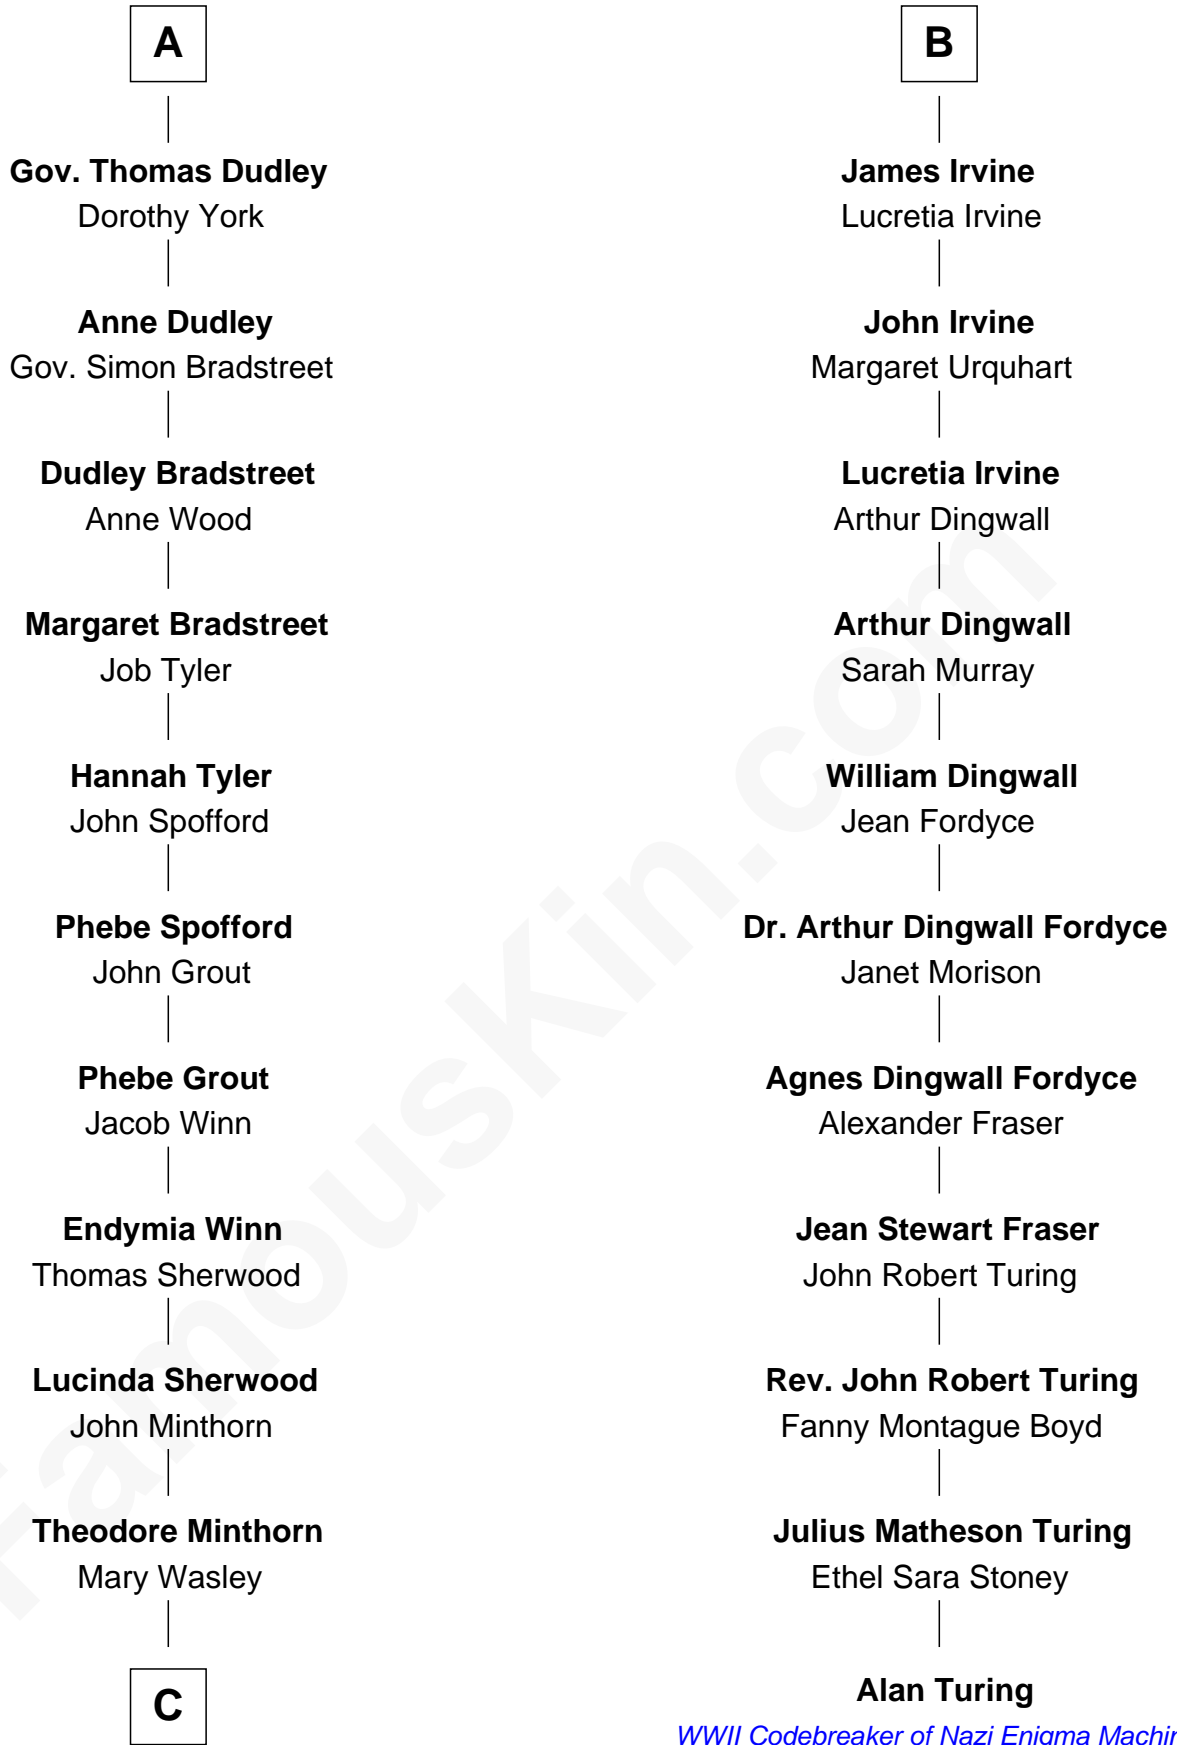 A
Gov. Thomas Dudley
Dorothy York
Anne Dudley
Gov. Simon Bradstreet
Dudley Bradstreet
Anne Wood
Margaret Bradstreet
Job Tyler
Hannah Tyler
John Spofford
Phebe Spofford
John Grout
Phebe Grout
Jacob Winn
Endymia Winn
Thomas Sherwood
Lucinda Sherwood
John Minthorn
Theodore Minthorn
Mary Wasley
C
B
James Irvine
Lucretia Irvine
John Irvine
Margaret Urquhart
Lucretia Irvine
Arthur Dingwall
Arthur Dingwall
Sarah Murray
William Dingwall
Jean Fordyce
Dr. Arthur Dingwall Fordyce
Janet Morison
Agnes Dingwall Fordyce
Alexander Fraser
Jean Stewart Fraser
John Robert Turing
Rev. John Robert Turing
Fanny Montague Boyd
Julius Matheson Turing
Ethel Sara Stoney
Alan Turing
WWII Codebreaker of Nazi Enigma
FamousKin.com